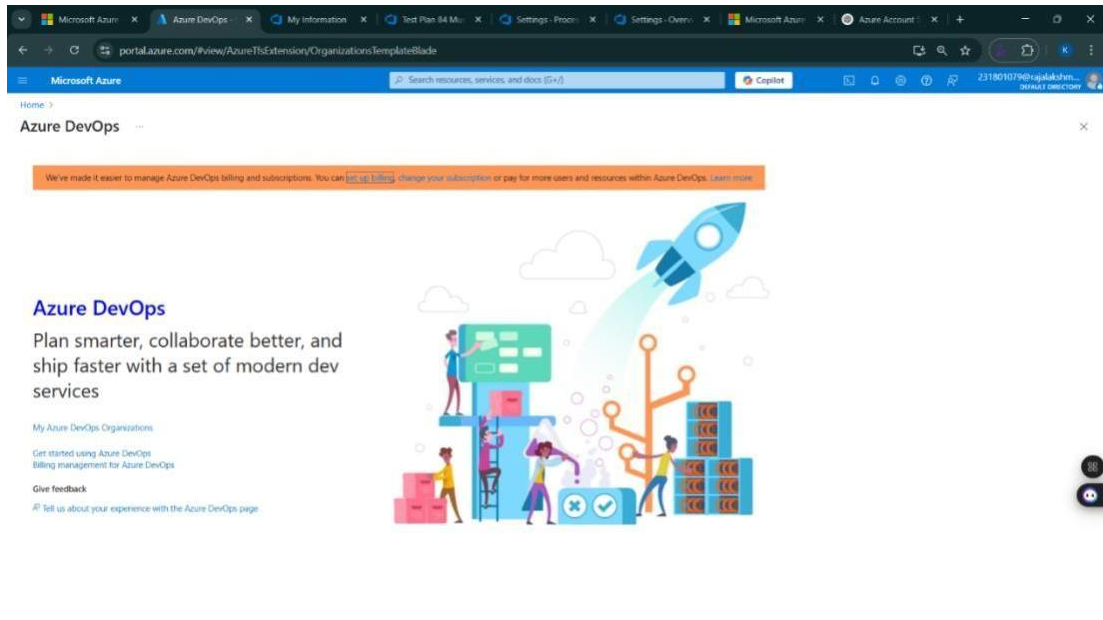 Microsoft Azure
Azure DevOps -
My Information
Test Plan 84 Mu
Settings - Proces
Settings - Overv
Microsoft Azure
Azure Account S
portal.azure.com/#view/AzureTfsExtension/OrganizationsTemplateBlade
Microsoft Azure
Search resources, services, and docs (G+/)
Copilot
231801079@rajalakshm...
DEFAULT DIRECTORY
Home >
Azure DevOps ...
We've made it easier to manage Azure DevOps billing and subscriptions. You can set up billing, change your subscription or pay for more users and resources within Azure DevOps. Learn more
Azure DevOps
Plan smarter, collaborate better, and
ship faster with a set of modern dev
services
My Azure DevOps Organizations
Get started using Azure DevOps
Billing management for Azure DevOps
Give feedback
Tell us about your experience with the Azure DevOps page